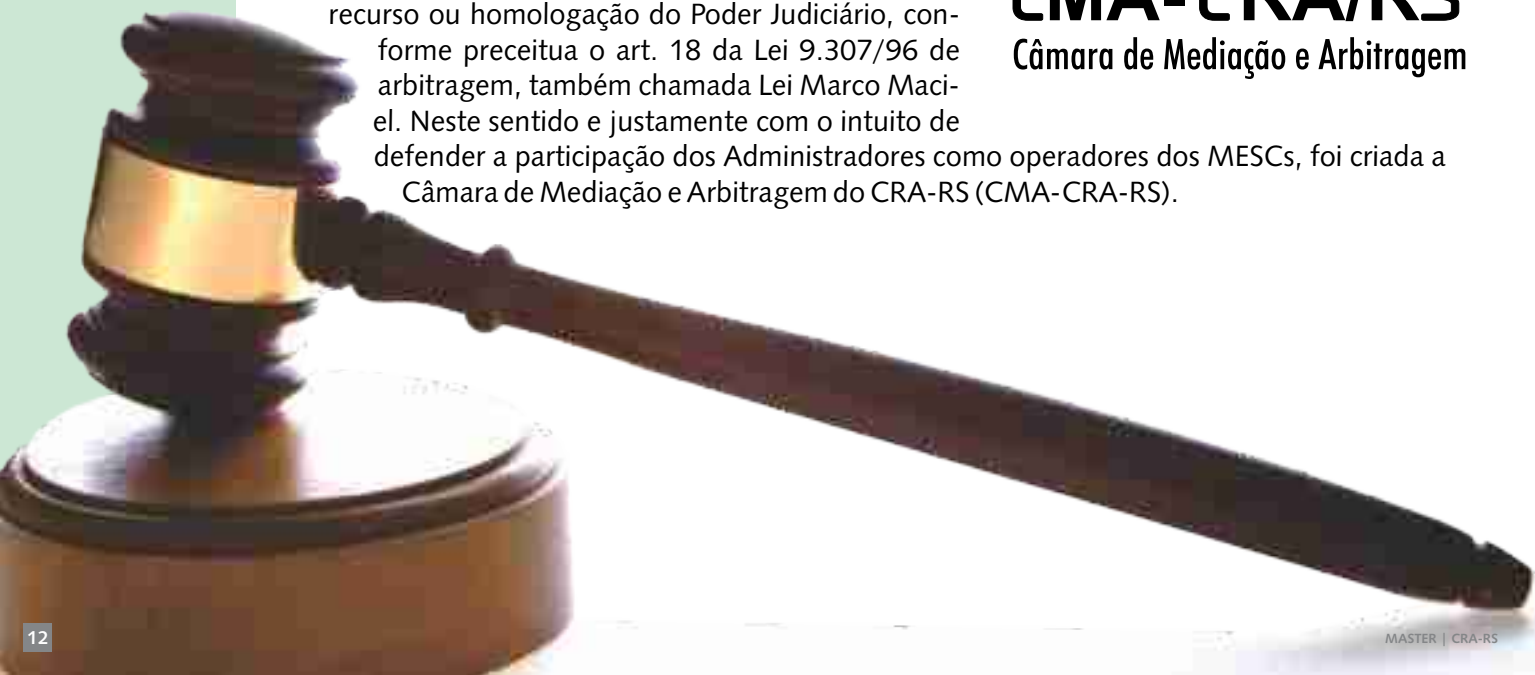 recurso ou homologação do Poder Judiciário, con-
forme preceitua o art. 18 da Lei 9.307/96 de
arbitragem, também chamada Lei Marco Maci-
el. Neste sentido e justamente com o intuito de
defender a participação dos Administradores como operadores dos MESCs, foi criada a
Câmara de Mediação e Arbitragem do CRA-RS (CMA-CRA-RS).
CMA-CRA/RS
Câmara de Mediação e Arbitragem
12
MASTER | CRA-RS